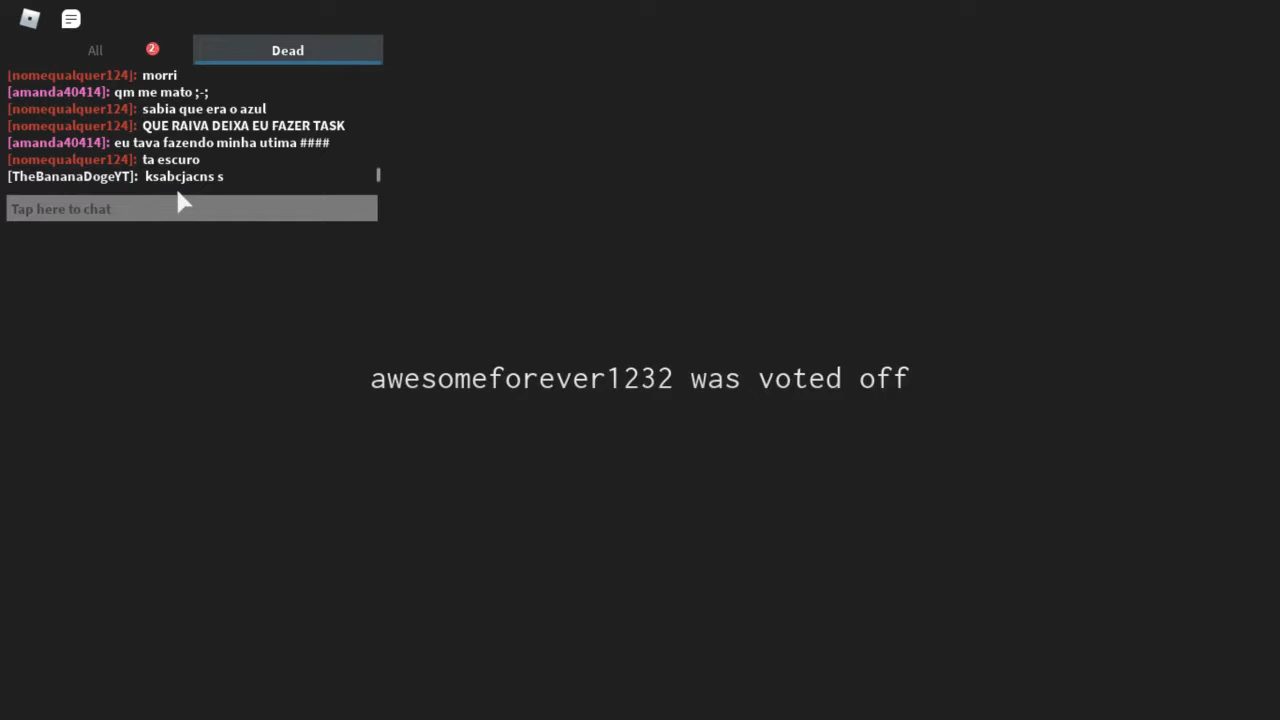 All
2
Dead
[nomequalquer124]: morri
[amanda40414]: qm me mato ;-;
[nomequalquer124]: sabia que era o azul
[nomequalquer124]: QUE RAIVA DEIXA EU FAZER TASK
[amanda40414]: eu tava fazendo minha utima ####
[nomequalquer124]: ta escuro
[TheBananaDogeYT]: ksabcjacns s
Tap here to chat
awesomeforever1232 was voted off